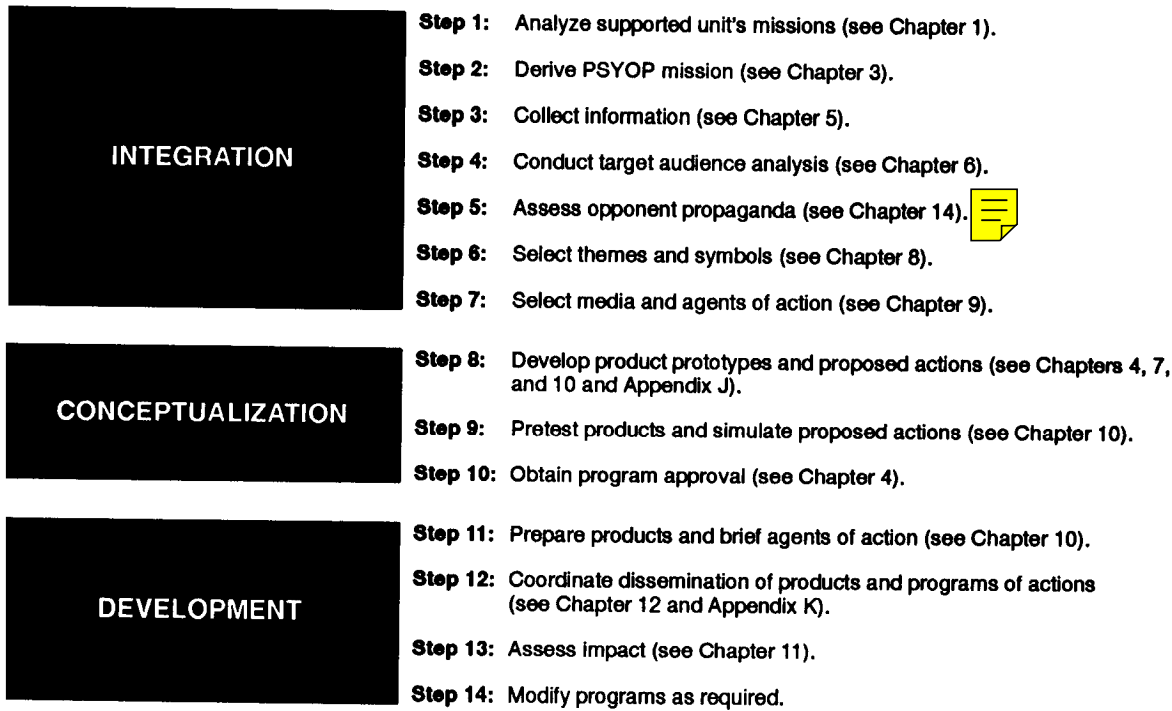 INTEGRATION
Step 1: Analyze supported unit's missions (see Chapter 1).
Step 2: Derive PSYOP mission (see Chapter 3).
Step 3: Collect information (see Chapter 5).
Step 4: Conduct target audience analysis (see Chapter 6).
Step 5: Assess opponent propaganda (see Chapter 14).
Step 6: Select themes and symbols (see Chapter 8).
Step 7: Select media and agents of action (see Chapter 9).
CONCEPTUALIZATION
Step 8: Develop product prototypes and proposed actions (see Chapters 4, 7,
and 10 and Appendix J).
Step 9: Pretest products and simulate proposed actions (see Chapter 10).
Step 10: Obtain program approval (see Chapter 4).
DEVELOPMENT
Step 11: Prepare products and brief agents of action (see Chapter 10).
Step 12: Coordinate dissemination of products and programs of actions
(see Chapter 12 and Appendix K).
Step 13: Assess impact (see Chapter 11).
Step 14: Modify programs as required.